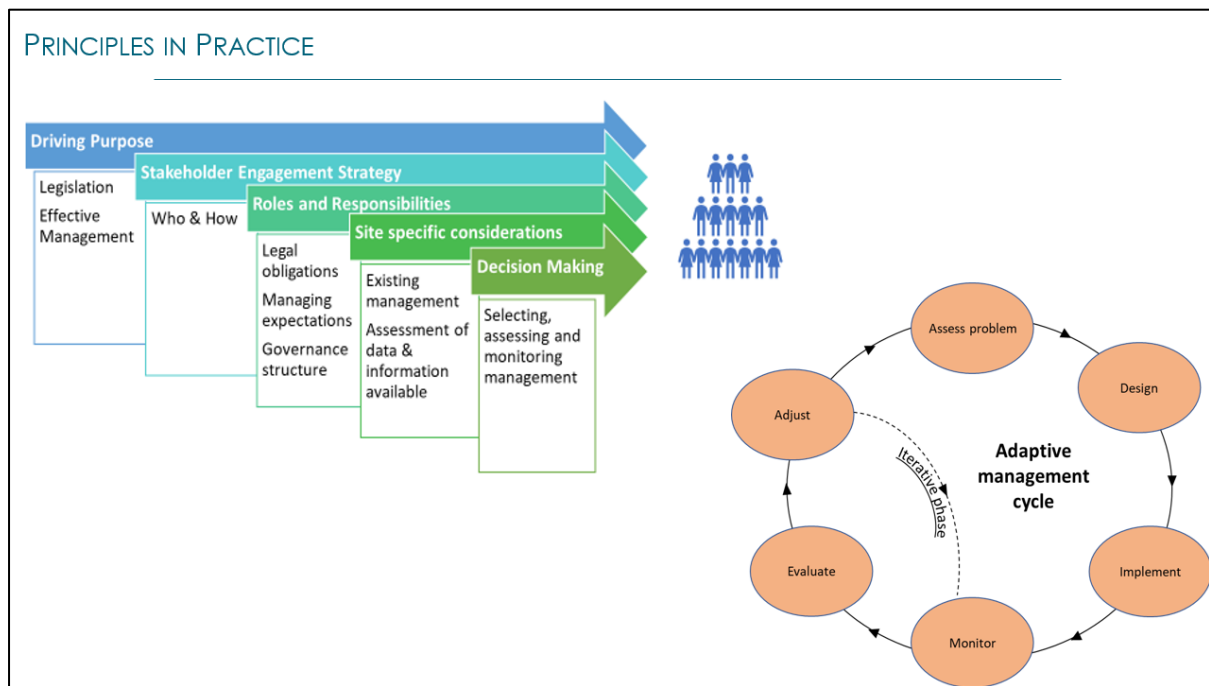 PRINCIPLES IN PRACTICE
Driving Purpose
Legislation
Effective
Management
Stakeholder Engagement Strategy
Who & How
Roles and Responsibilities
Legal
obligations
Managing
expectations
Governance
structure
Site specific considerations
Existing
management
Assessment of
data &
information
available
Decision Making
Selecting,
assessing and
monitoring
management
Assess problem
Design
Implement
Monitor
Evaluate
Adjust
Iterative phase
Adaptive
management
cycle